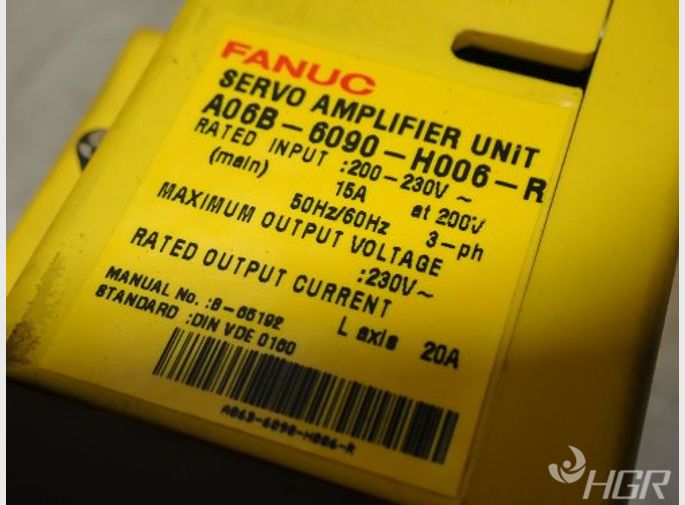 FANUC
SERVO AMPLIFIER UNiT
A06B-6090-H006-R
RATED INPUT :200-230V ~
(main) 15A at 200V
50Hz/60Hz 3-ph
MAXIMUM OUTPUT VOLTAGE
:230V~
RATED OUTPUT CURRENT
L axis 20A
MANUAL No. :B-65192
STANDARD :DIN VDE 0160
A06B-6090-H006-R
HGR